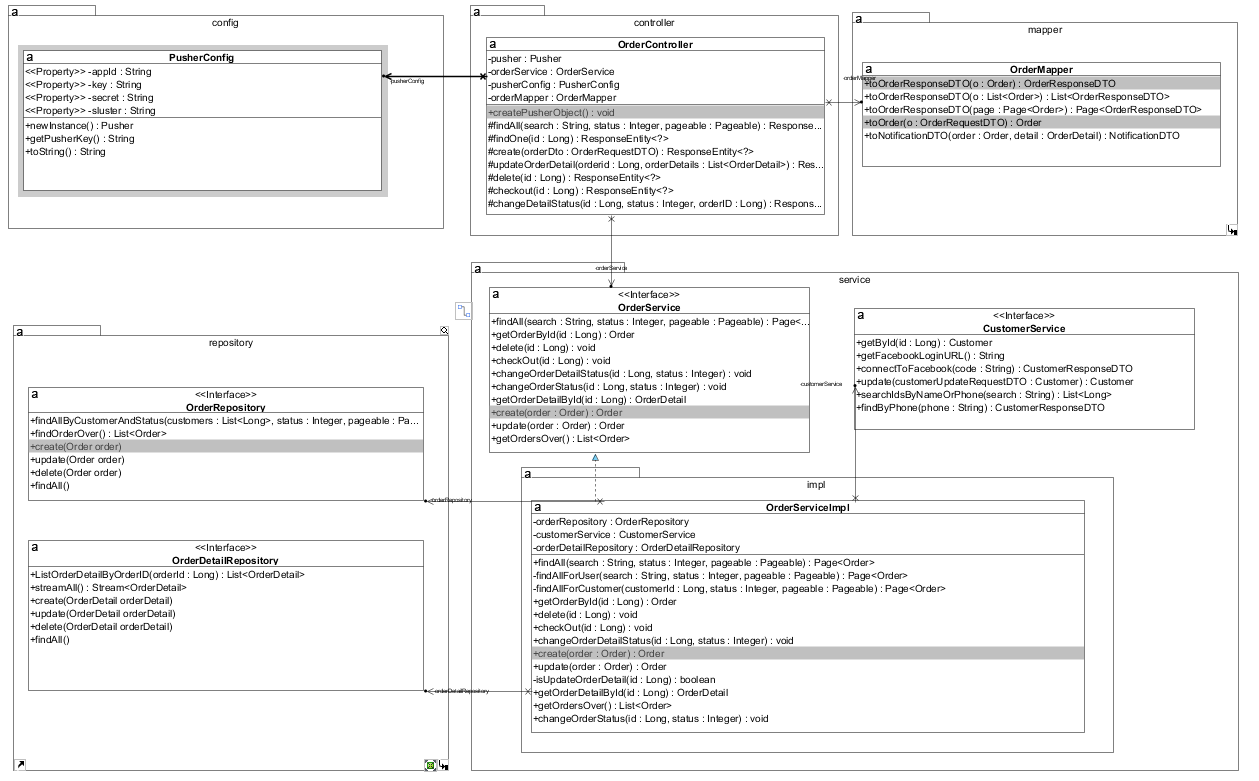 a
config
a
PusherConfig
<<Property>> -appId : String
<<Property>> -key : String
<<Property>> -secret : String
<<Property>> -sluster : String
+newInstance() : Pusher
+getPusherKey() : String
+toString() : String
-pusherConfig
a
controller
a
OrderController
-pusher : Pusher
-orderService : OrderService
-pusherConfig : PusherConfig
-orderMapper : OrderMapper
+createPusherObject() : void
#findAll(search : String, status : Integer, pageable : Pageable) : Response...
#findOne(id : Long) : ResponseEntity<?>
#create(orderDto : OrderRequestDTO) : ResponseEntity<?>
#updateOrderDetail(orderid : Long, orderDetails : List<OrderDetail>) : Res...
#delete(id : Long) : ResponseEntity<?>
#checkout(id : Long) : ResponseEntity<?>
#changeDetailStatus(id : Long, status : Integer, orderID : Long) : Respons...
a
mapper
a
OrderMapper
-orderMapper
+toOrderResponseDTO(o : Order) : OrderResponseDTO
+toOrderResponseDTO(o : List<Order>) : List<OrderResponseDTO>
+toOrderResponseDTO(page : Page<Order>) : Page<OrderResponseDTO>
+toOrder(o : OrderRequestDTO) : Order
+toNotificationDTO(order : Order, detail : OrderDetail) : NotificationDTO
-orderService
a
service
a
<<Interface>>
OrderService
+findAll(search : String, status : Integer, pageable : Pageable) : Page<...
+getOrderById(id : Long) : Order
+delete(id : Long) : void
+checkOut(id : Long) : void
+changeOrderDetailStatus(id : Long, status : Integer) : void
+changeOrderStatus(id : Long, status : Integer) : void
+getOrderDetailById(id : Long) : OrderDetail
+create(order : Order) : Order
+update(order : Order) : Order
+getOrdersOver() : List<Order>
a
<<Interface>>
CustomerService
+getById(id : Long) : Customer
+getFacebookLoginURL() : String
+connectToFacebook(code : String) : CustomerResponseDTO
+update(customerUpdateRequestDTO : Customer) : Customer
+searchIdsByNameOrPhone(search : String) : List<Long>
+findByPhone(phone : String) : CustomerResponseDTO
-customerService
a
repository
a
<<Interface>>
OrderRepository
+findAllByCustomerAndStatus(customers : List<Long>, status : Integer, pageable : Pa...
+findOrderOver() : List<Order>
+create(Order order)
+update(Order order)
+delete(Order order)
+findAll()
-orderRepository
a
<<Interface>>
OrderDetailRepository
+ListOrderDetailByOrderID(orderId : Long) : List<OrderDetail>
+streamAll() : Stream<OrderDetail>
+create(OrderDetail orderDetail)
+update(OrderDetail orderDetail)
+delete(OrderDetail orderDetail)
+findAll()
-orderDetailRepository
a
impl
a
OrderServiceImpl
-orderRepository : OrderRepository
-customerService : CustomerService
-orderDetailRepository : OrderDetailRepository
+findAll(search : String, status : Integer, pageable : Pageable) : Page<Order>
-findAllForUser(search : String, status : Integer, pageable : Pageable) : Page<Order>
-findAllForCustomer(customerId : Long, status : Integer, pageable : Pageable) : Page<Order>
+getOrderById(id : Long) : Order
+delete(id : Long) : void
+checkOut(id : Long) : void
+changeOrderDetailStatus(id : Long, status : Integer) : void
+create(order : Order) : Order
+update(order : Order) : Order
-isUpdateOrderDetail(id : Long) : boolean
+getOrderDetailById(id : Long) : OrderDetail
+getOrdersOver() : List<Order>
+changeOrderStatus(id : Long, status : Integer) : void